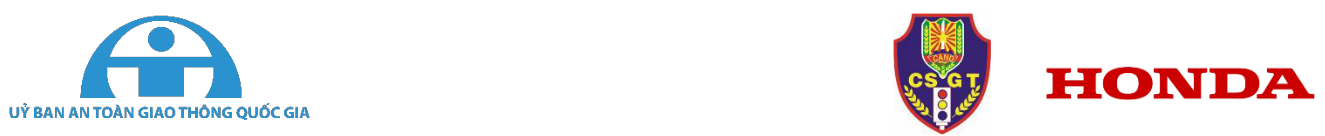 UỶ BAN AN TOÀN GIAO THÔNG QUỐC GIA
CAND
CSGT
HONDA